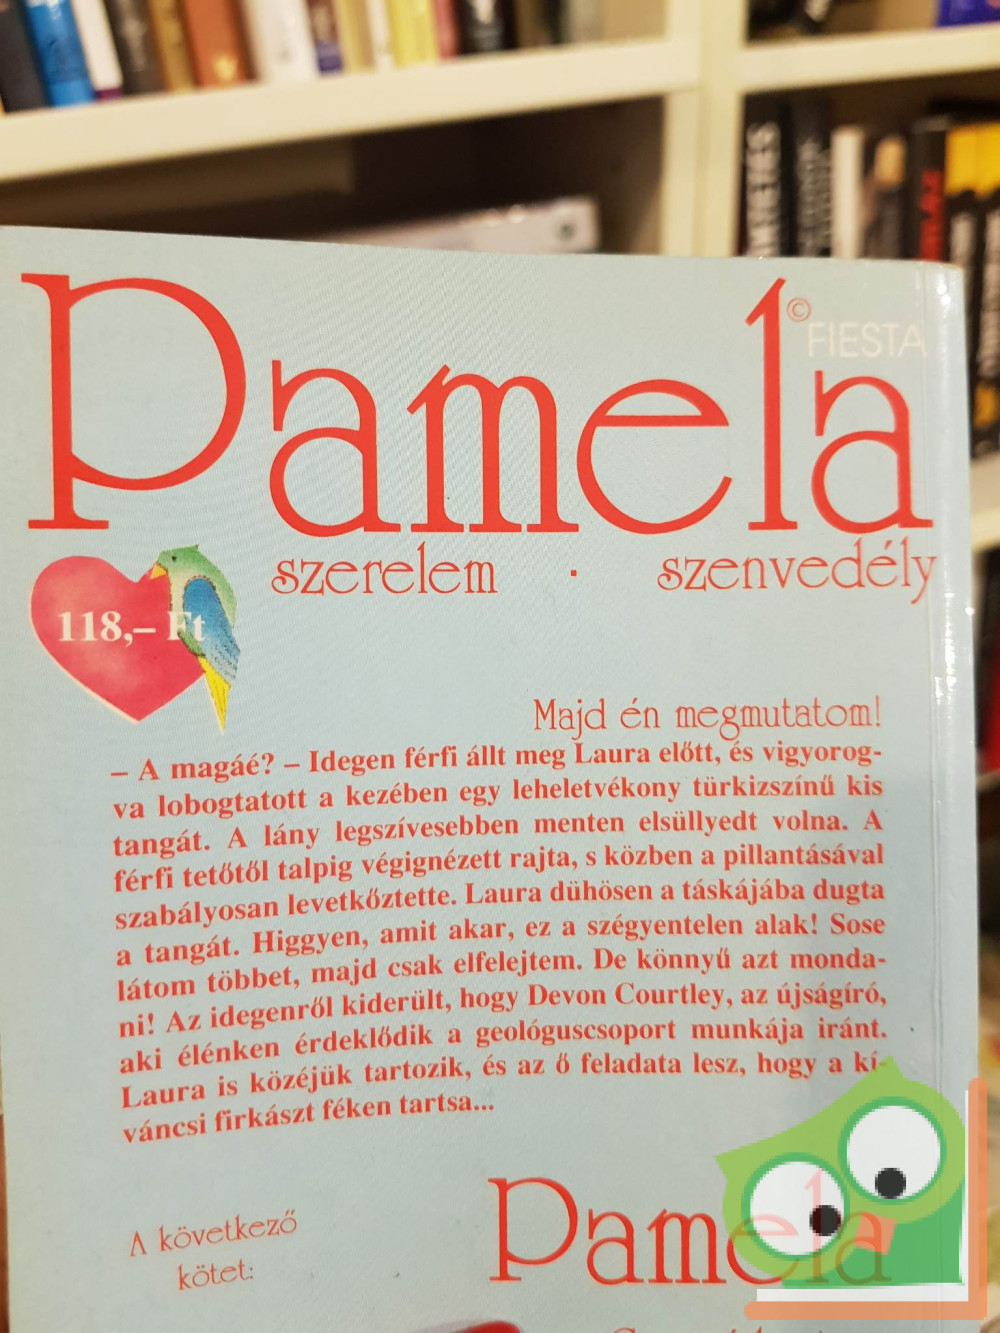 Pamela
©
FIESTA
szerelem · szenvedély
118,– Ft
Majd én megmutatom!
– A magáé? – Idegen férfi állt meg Laura előtt, és vigyorog-
va lobogtatott a kezében egy leheletvékony türkizszínű kis
tangát. A lány legszívesebben menten elsüllyedt volna. A
férfi tetőtől talpig végignézett rajta, s közben a pillantásával
szabályosan levetkőztette. Laura dühösen a táskájába dugta
a tangát. Higgyen, amit akar, ez a szégyentelen alak! Sose
látom többet, majd csak elfelejtem. De könnyű azt monda-
ni! Az idegenről kiderült, hogy Devon Courtley, az újságíró,
aki élénken érdeklődik a geológuscsoport munkája iránt.
Laura is közéjük tartozik, és az ő feladata lesz, hogy a kí-
váncsi firkászt féken tartsa...
A következő
kötet:
Pamela